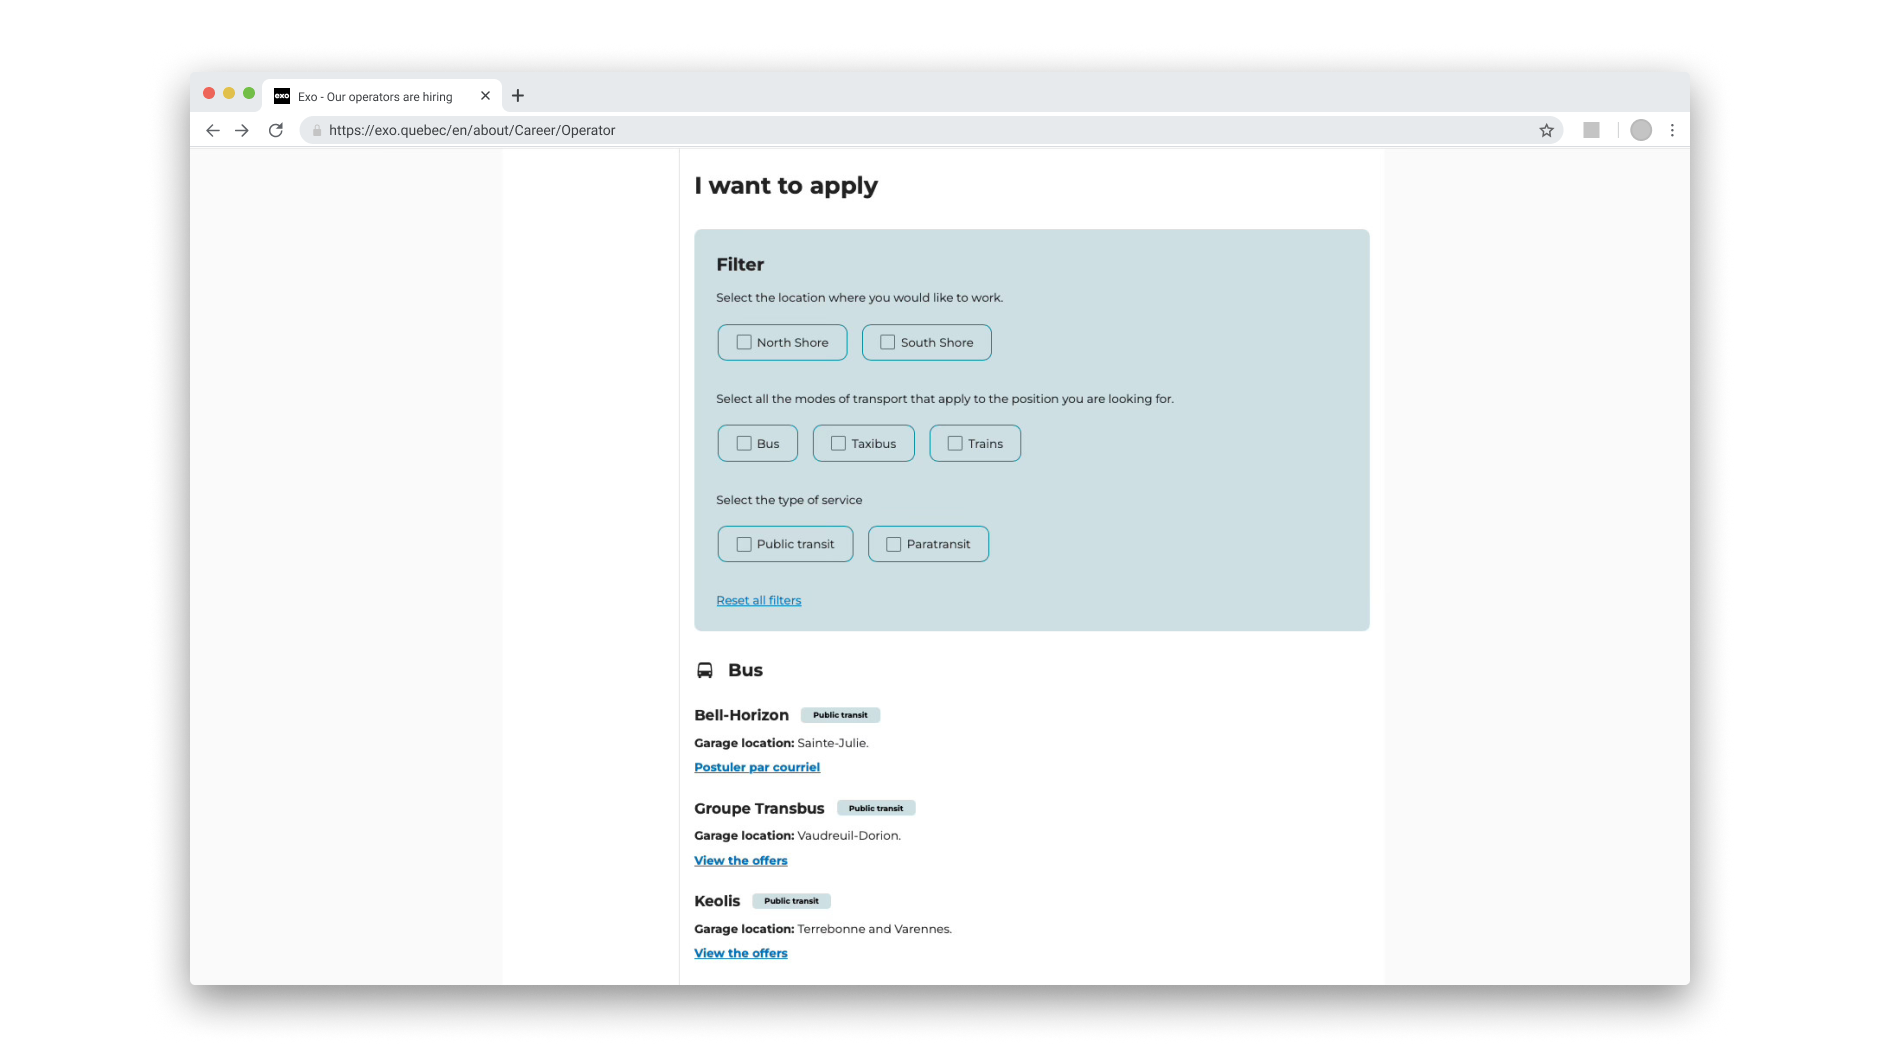 exo Exo - Our operators are hiring
https://exo.quebec/en/about/Career/Operator
I want to apply
Filter
Select the location where you would like to work.
North Shore South Shore
Select all the modes of transport that apply to the position you are looking for.
Bus Taxibus Trains
Select the type of service
Public transit Paratransit
Reset all filters
Bus
Bell-Horizon Public transit
Garage location: Sainte-Julie.
Postuler par courriel
Groupe Transbus Public transit
Garage location: Vaudreuil-Dorion.
View the offers
Keolis Public transit
Garage location: Terrebonne and Varennes.
View the offers